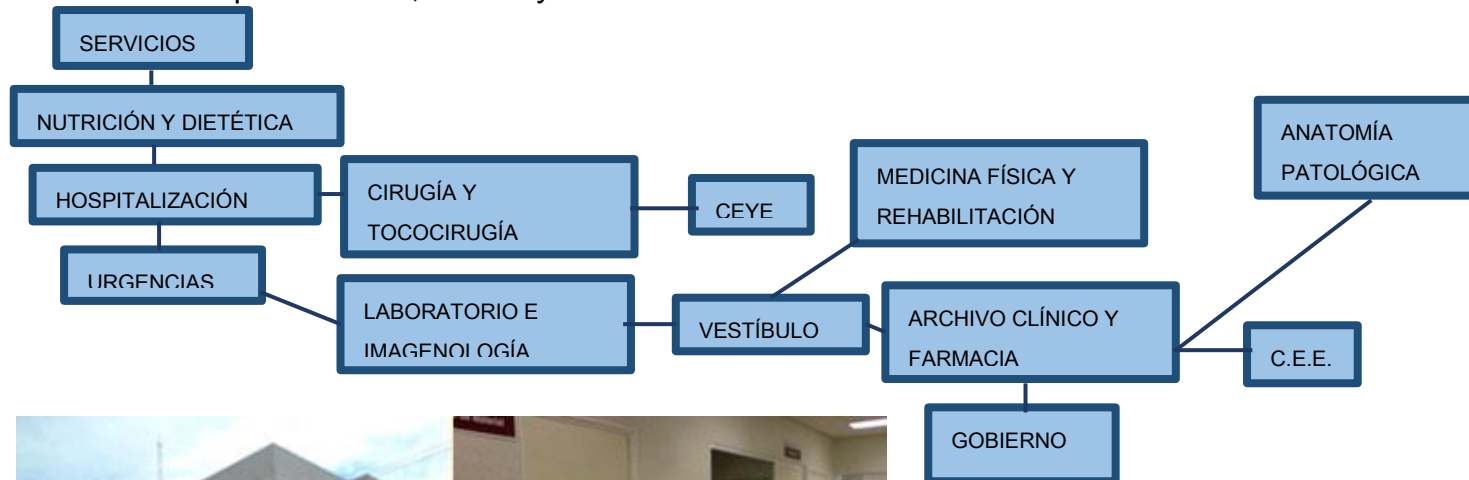 SERVICIOS
NUTRICIÓN Y DIETÉTICA
ANATOMÍA
PATOLÓGICA
HOSPITALIZACIÓN
CIRUGÍA Y
TOCOCIRUGÍA
CEYE
MEDICINA FÍSICA Y
REHABILITACIÓN
URGENCIAS
LABORATORIO E
IMAGENOLOGÍA
VESTÍBULO
ARCHIVO CLÍNICO Y
FARMACIA
C.E.E.
GOBIERNO